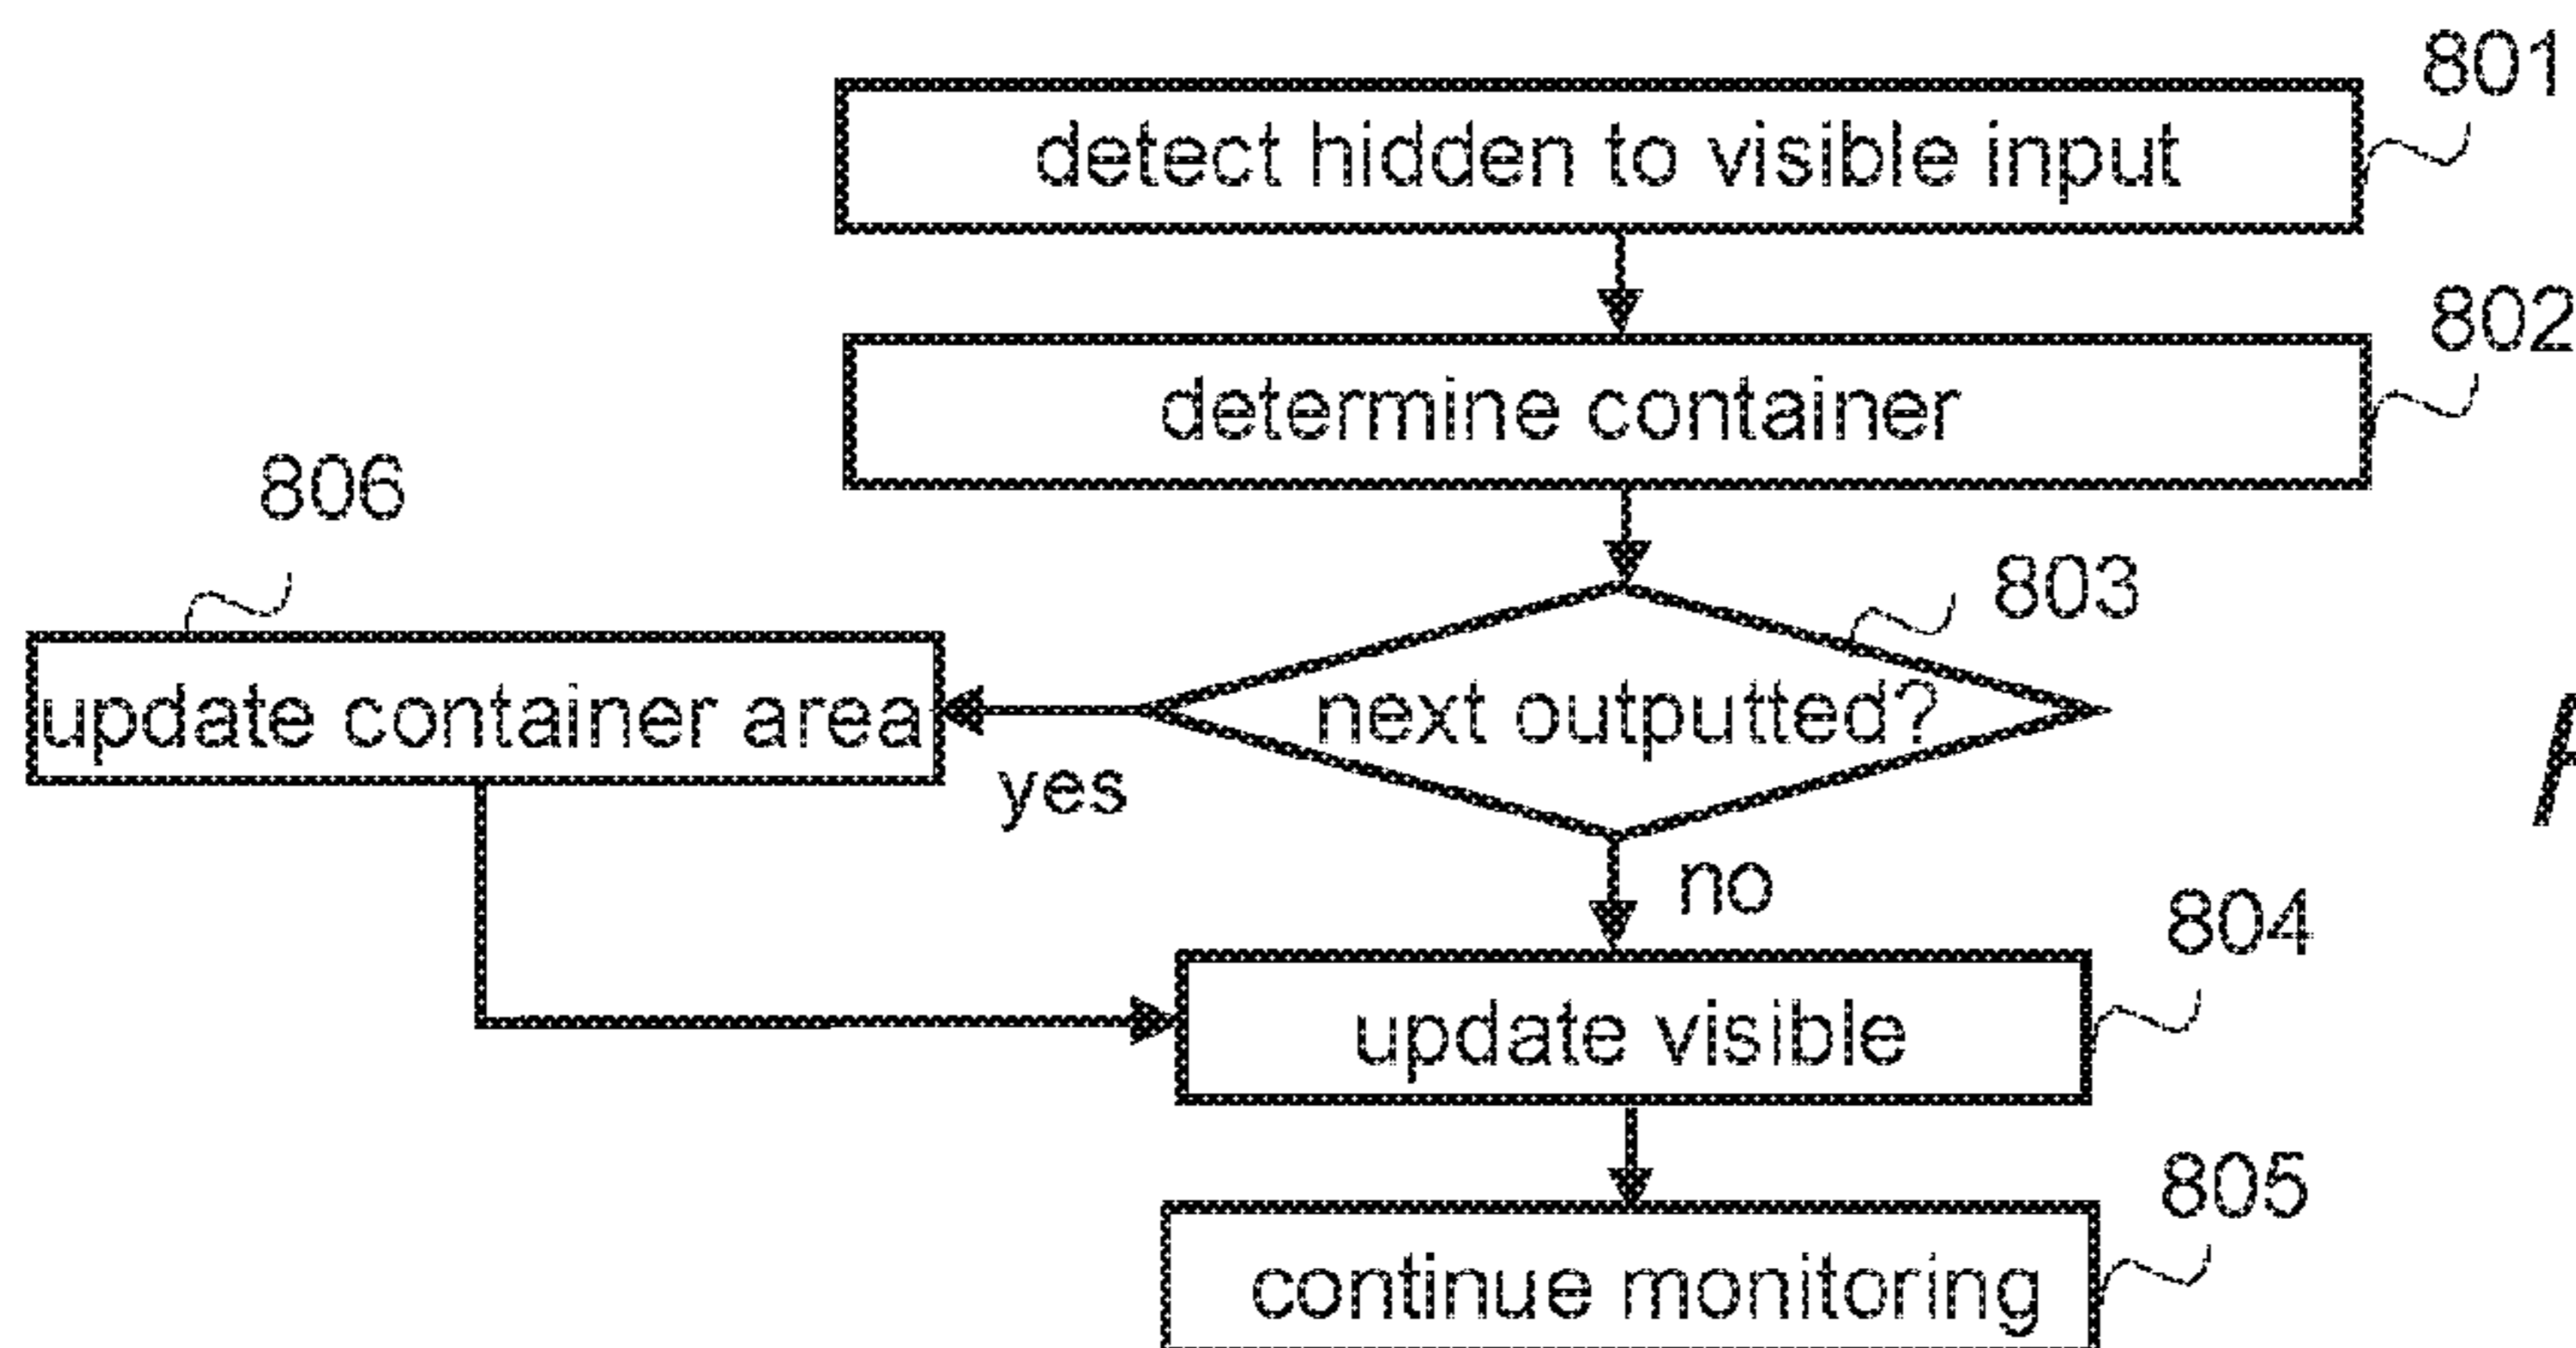 801
detect hidden to visible input
802
determine container
806
803
update container area
next outputted?
yes
no
804
update visible
805
continue monitoring